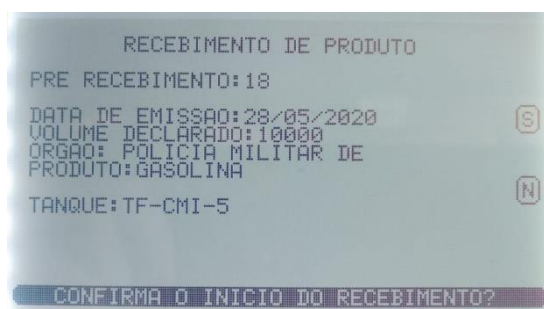 RECEBIMENTO DE PRODUTO
PRE RECEBIMENTO:18
DATA DE EMISSAO:28/05/2020
VOLUME DECLARADO:10000
ORGAO: POLICIA MILITAR DE
PRODUTO:GASOLINA
TANQUE:TF-CMI-5
S
N
CONFIRMA O INICIO DO RECEBIMENTO?